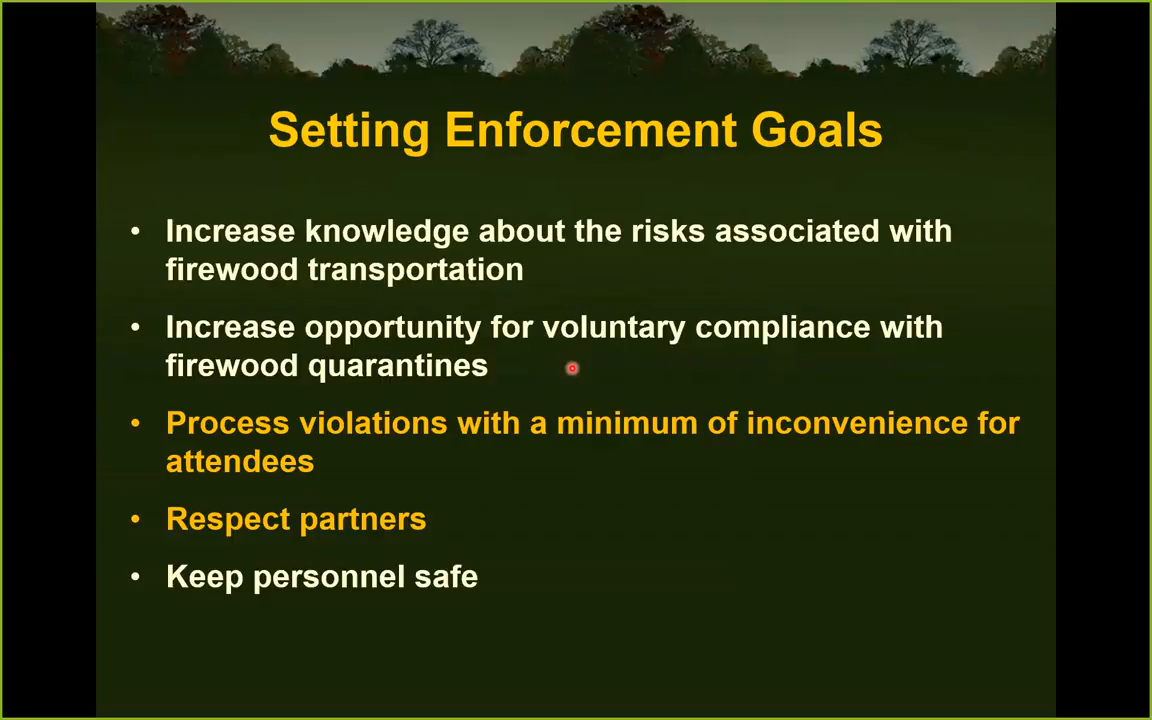 Setting Enforcement Goals
• Increase knowledge about the risks associated with
firewood transportation
• Increase opportunity for voluntary compliance with
firewood quarantines
• Process violations with a minimum of inconvenience for
attendees
• Respect partners
• Keep personnel safe